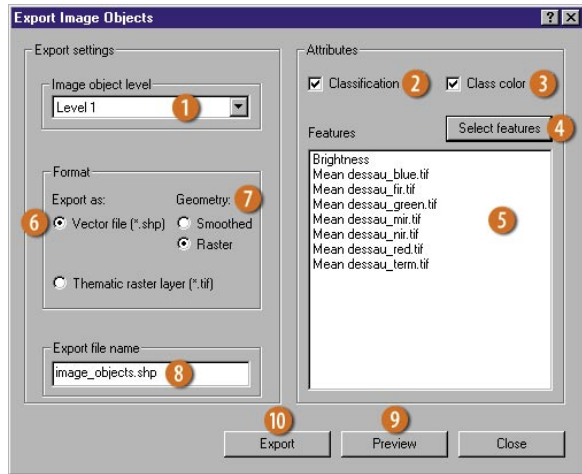 Export Image Objects
Export settings
Image object level
Level 1
1
Format
Export as:
Geometry:
7
6
Vector file (*.shp)
Smoothed
Raster
Thematic raster layer (*.tif)
Export file name
image_objects.shp
8
Attributes
Classification
2
Class color
3
Select features
4
Features
Brightness
Mean dessau_blue.tif
Mean dessau_fir.tif
Mean dessau_green.tif
Mean dessau_mir.tif
Mean dessau_nir.tif
Mean dessau_red.tif
Mean dessau_term.tif
5
10
9
Export
Preview
Close